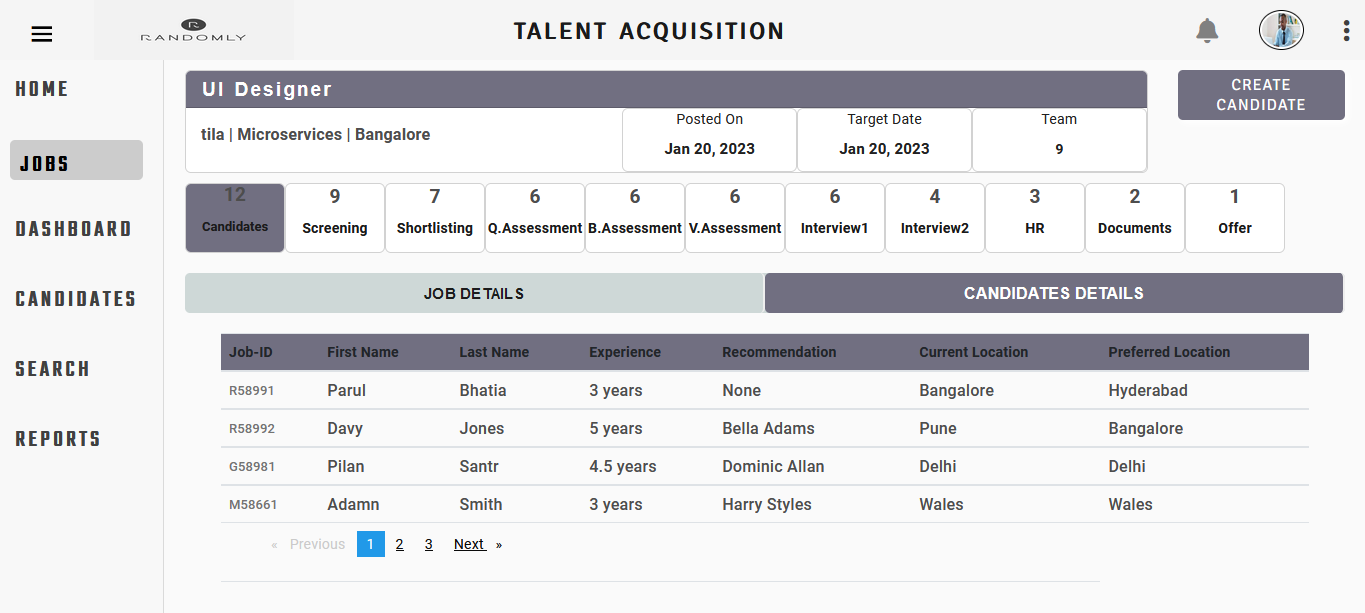 RANDOMLY
TALENT ACQUISITION
HOME
JOBS
DASHBOARD
CANDIDATES
SEARCH
REPORTS
UI Designer
CREATE
CANDIDATE
tila | Microservices | Bangalore
Posted On
Jan 20, 2023
Target Date
Jan 20, 2023
Team
9
12
Candidates
9
Screening
7
Shortlisting
6
Q.Assessment
6
B.Assessment
6
V.Assessment
6
Interview1
4
Interview2
3
HR
2
Documents
1
Offer
JOB DETAILS
CANDIDATES DETAILS
Job-ID First Name Last Name Experience Recommendation Current Location Preferred Location
R58991 Parul Bhatia 3 years None Bangalore Hyderabad
R58992 Davy Jones 5 years Bella Adams Pune Bangalore
G58981 Pilan Santr 4.5 years Dominic Allan Delhi Delhi
M58661 Adamn Smith 3 years Harry Styles Wales Wales
« Previous 1 2 3 Next »